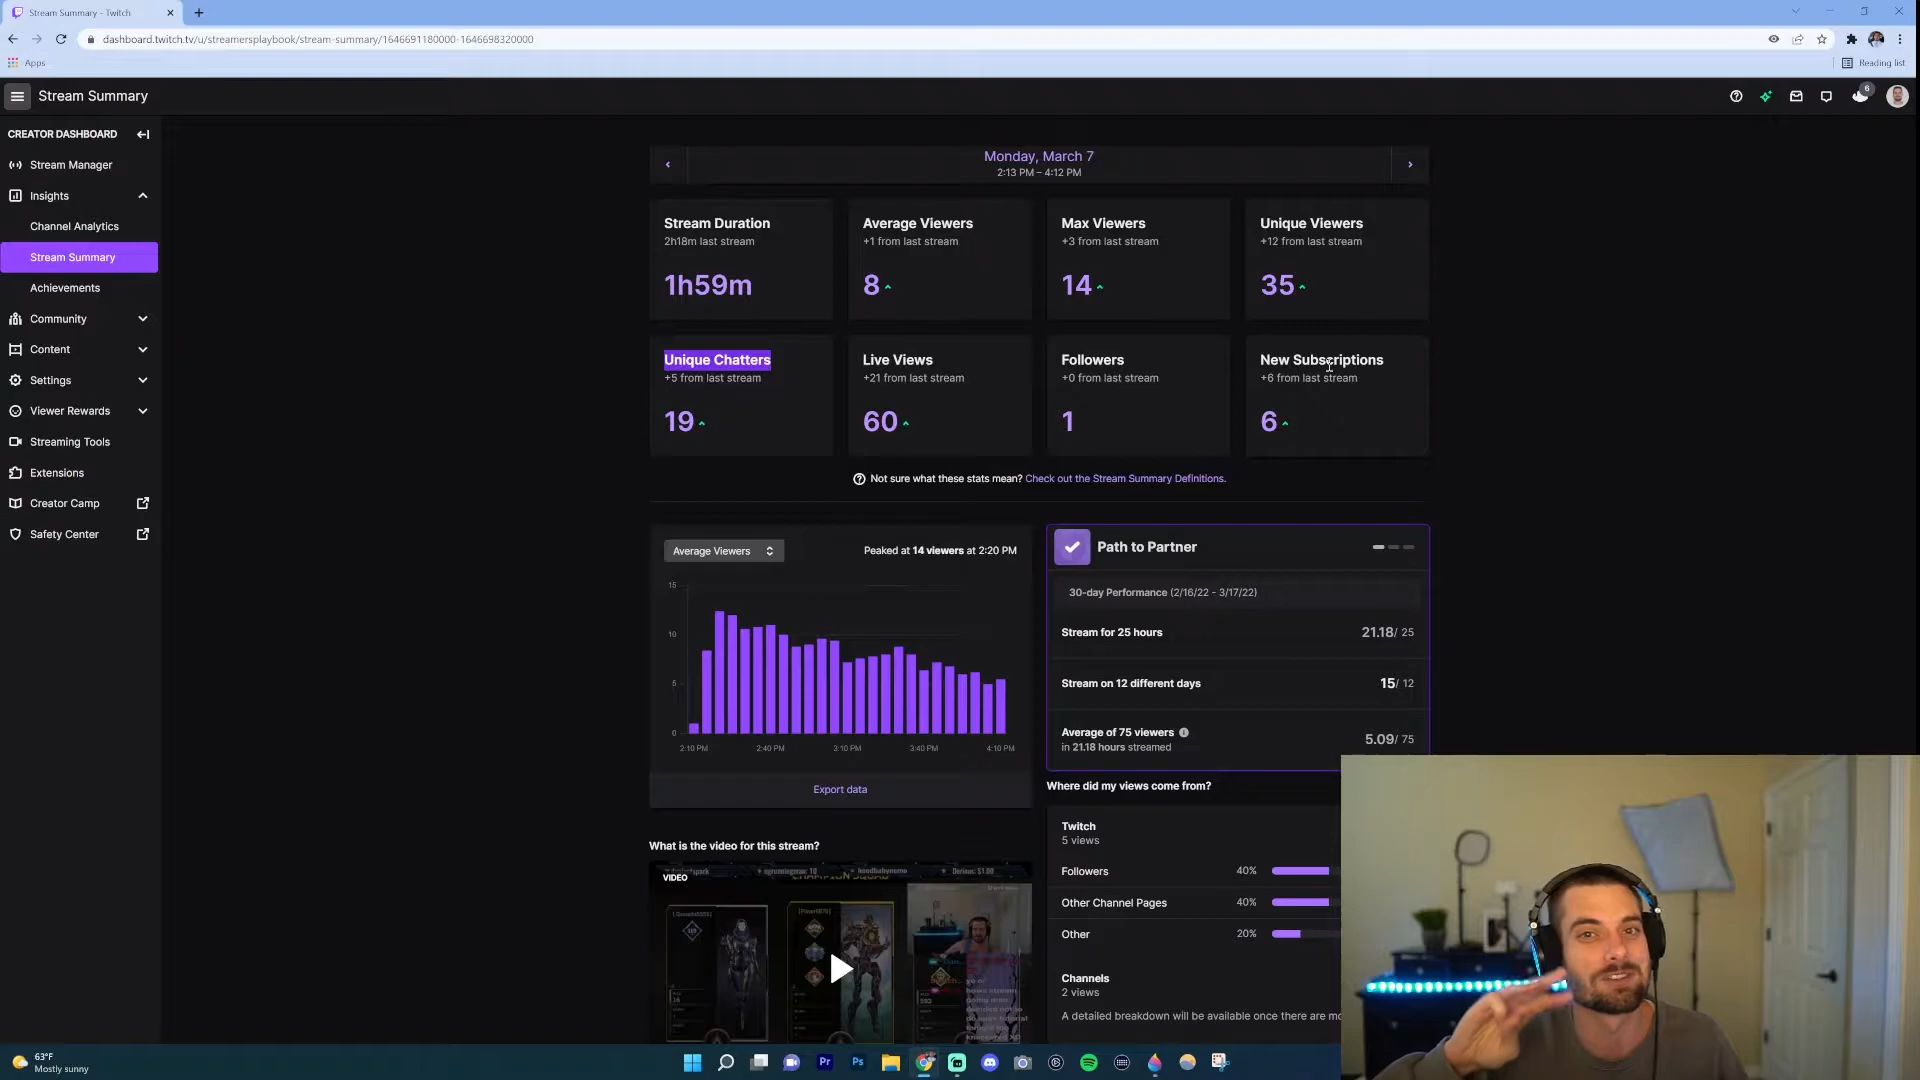 Stream Summary - Twitch
dashboard.twitch.tv/u/streamersplaybook/stream-summary/1646691180000-1646698320000
Apps
Reading list
Stream Summary
6
CREATOR DASHBOARD
Stream Manager
Insights
Channel Analytics
Stream Summary
Achievements
Community
Content
Settings
Viewer Rewards
Streaming Tools
Extensions
Creator Camp
Safety Center
Monday, March 7
2:13 PM – 4:12 PM
Stream Duration
2h18m last stream
1h59m
Average Viewers
+1 from last stream
8
Max Viewers
+3 from last stream
14
Unique Viewers
+12 from last stream
35
Unique Chatters
+5 from last stream
19
Live Views
+21 from last stream
60
Followers
+0 from last stream
1
New Subscriptions
+6 from last stream
6
Not sure what these stats mean? Check out the Stream Summary Definitions.
Average Viewers
Peaked at 14 viewers at 2:20 PM
15
10
5
0
2:10 PM 2:40 PM 3:10 PM 3:40 PM 4:10 PM
Export data
Path to Partner
30-day Performance (2/16/22 - 3/17/22)
Stream for 25 hours 21.18/ 25
Stream on 12 different days 15/ 12
Average of 75 viewers 5.09/ 75
in 21.18 hours streamed
What is the video for this stream?
VIDEO
Where did my views come from?
Twitch
5 views
Followers 40%
Other Channel Pages 40%
Other 20%
Channels
2 views
A detailed breakdown will be available once there are
63°F
Mostly sunny
Pr
Ps